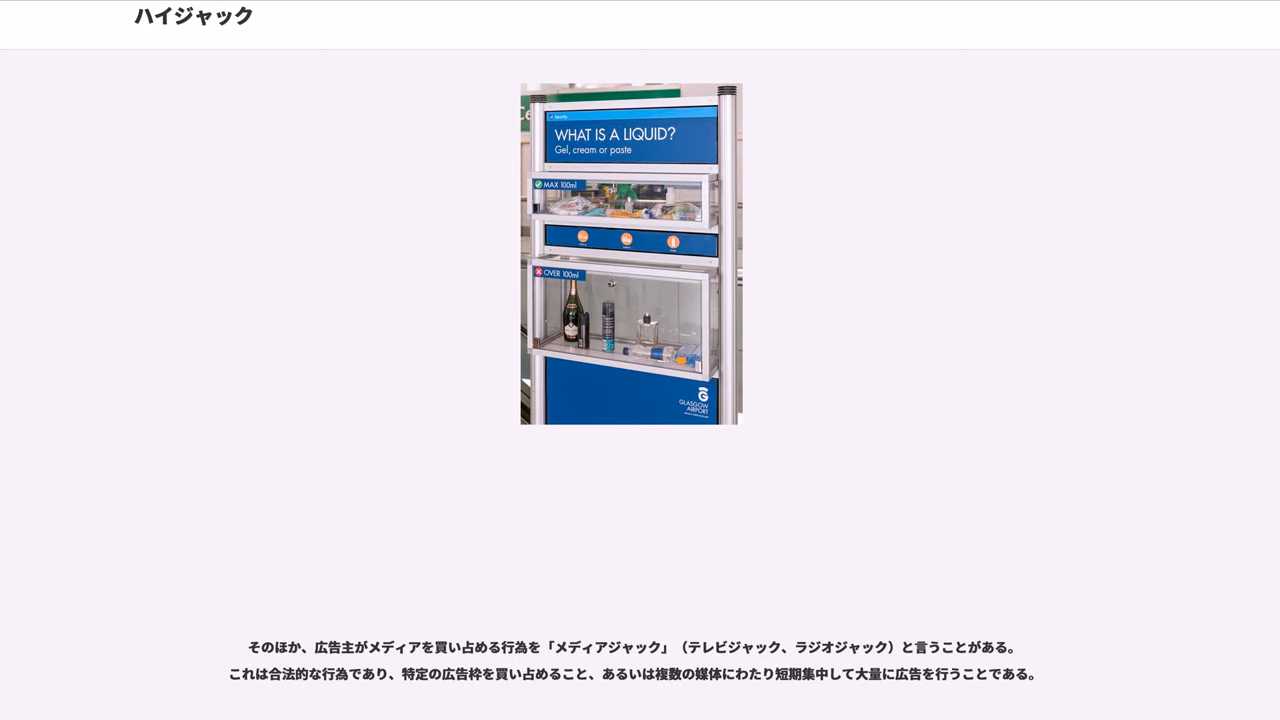 ハイジャック
Security
WHAT IS A LIQUID?
Gel, cream or paste
MAX 100ml
OVER 100ml
GLASGOW
AIRPORT
そのほか、広告主がメディアを買い占める行為を「メディアジャック」（テレビジャック、ラジオジャック）と言うことがある。
これは合法的な行為であり、特定の広告枠を買い占めること、あるいは複数の媒体にわたり短期集中して大量に広告を行うことである。